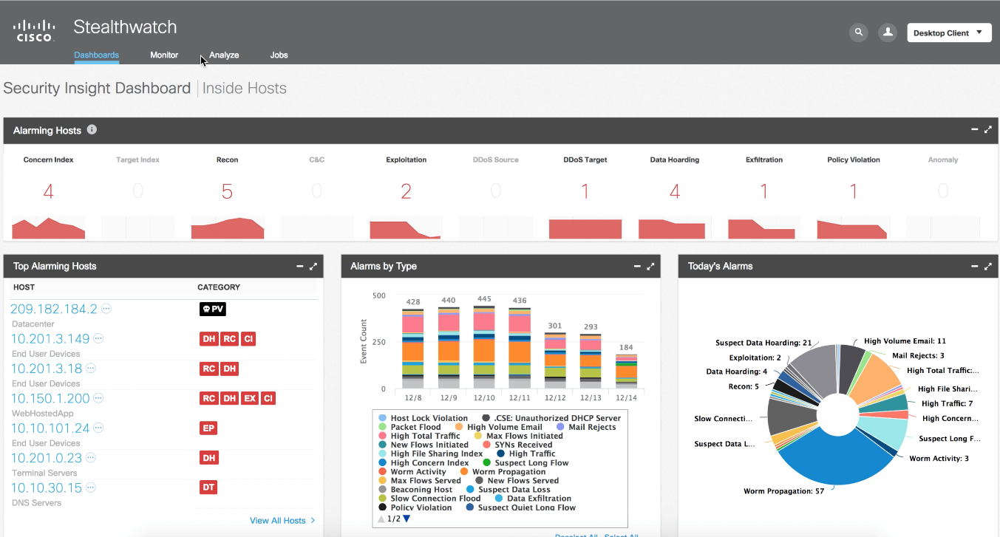 CISCO
Stealthwatch
Desktop Client
Dashboards Monitor Analyze Jobs
Security Insight Dashboard | Inside Hosts
Alarming Hosts
Concern Index Target Index Recon C&C Exploitation DDoS Source DDoS Target Data Hoarding Exfiltration Policy Violation Anomaly
4 0 5 0 2 0 1 4 1 1 0
Top Alarming Hosts
HOST CATEGORY
209.182.184.2 PV
Datacenter
10.201.3.149 DH RC CI
End User Devices
10.201.3.18 RC DH
End User Devices
10.150.1.200 RC DH EX CI
WebHostedApp
10.10.101.24 EP
End User Devices
10.201.0.23 DH
Terminal Servers
10.10.30.15 DT
DNS Servers
View All Hosts
Alarms by Type
Event Count
500
250
0
428 440 445 436 301 293 184
12/8 12/9 12/10 12/11 12/12 12/13 12/14
Host Lock Violation .CSE: Unauthorized DHCP Server
Packet Flood High Volume Email Mail Rejects
High Total Traffic Max Flows Initiated
New Flows Initiated SYNs Received
High File Sharing Index High Traffic
High Concern Index Suspect Long Flow
Worm Activity Worm Propagation
Max Flows Served New Flows Served
Beaconing Host Suspect Data Loss
Slow Connection Flood Data Exfiltration
Policy Violation Suspect Quiet Long Flow
1/2
Deselect All Select All
Today's Alarms
Suspect Data Hoarding: 21
Exploitation: 2
Data Hoarding: 4
Recon: 5
Slow Connecti...
Suspect Data L...
Worm Propagation: 57
High Volume Email: 11
Mail Rejects: 3
High Total Traffic:...
High File Shari...
High Traffic: 7
High Concern...
Suspect Long F...
Worm Activity: 3